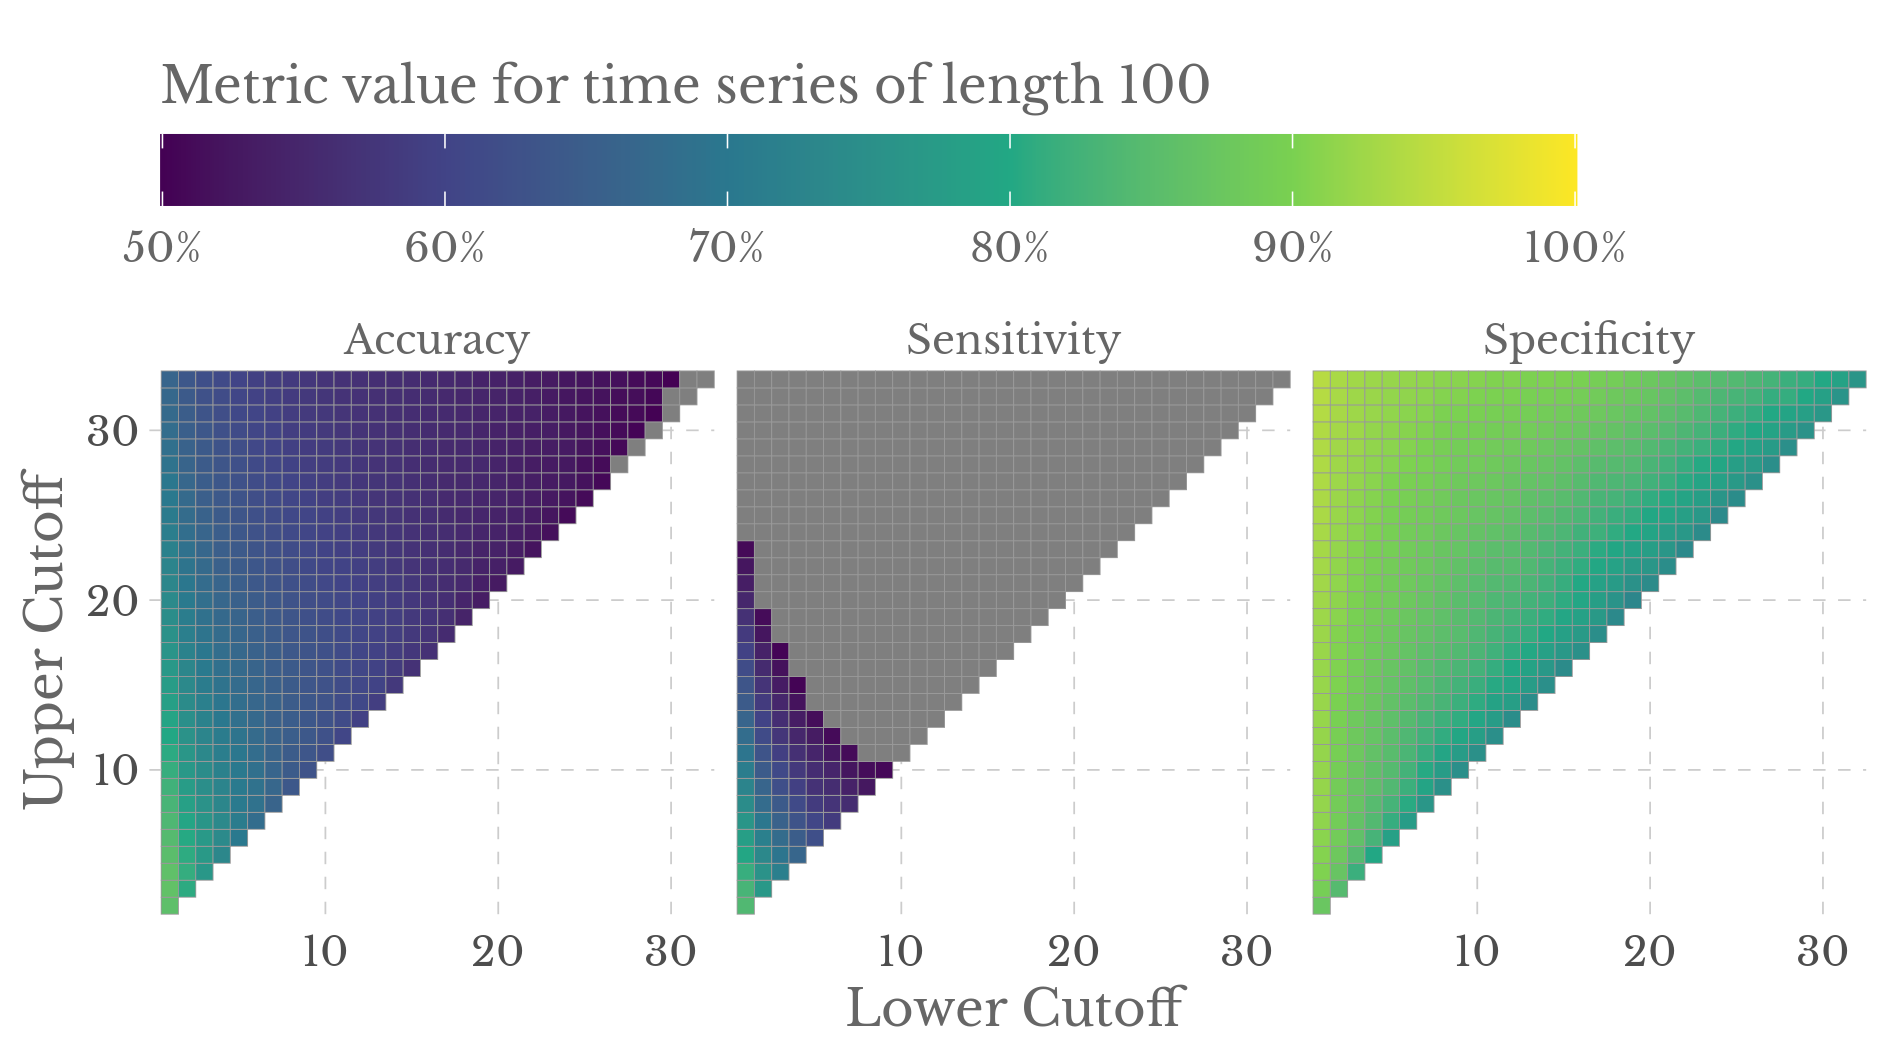 Metric value for time series of length 100
50% 60% 70% 80% 90% 100%
Accuracy Sensitivity Specificity
Upper Cutoff
30
20
10
10 20 30 10 20 30 10 20 30
Lower Cutoff